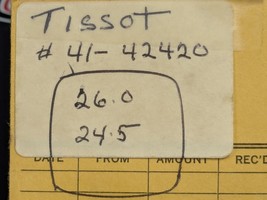 TISSOT
# 41-42420
26.0
24.5
DATE FROM AMOUNT REC'D